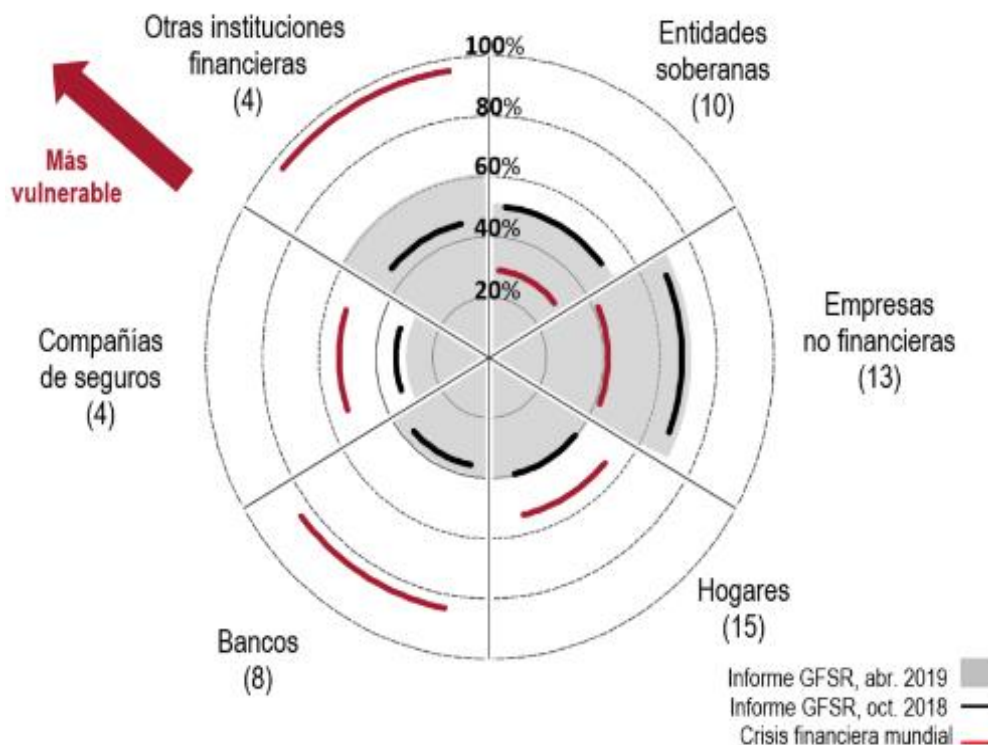 Otras instituciones
financieras
(4)
Entidades
soberanas
(10)
Más
vulnerable
100%
80%
60%
40%
20%
Compañías
de seguros
(4)
Empresas
no financieras
(13)
Bancos
(8)
Hogares
(15)
Informe GFSR, abr. 2019
Informe GFSR, oct. 2018
Crisis financiera mundial